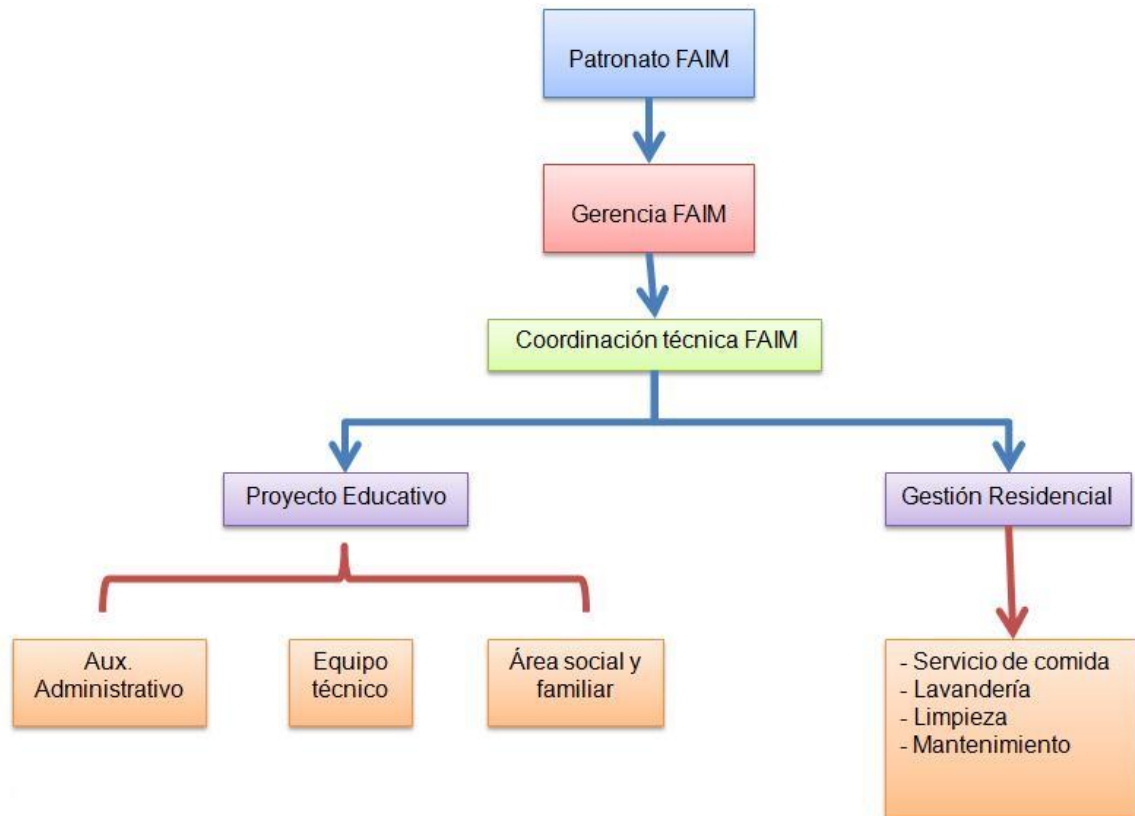 Patronato FAIM
Gerencia FAIM
Coordinación técnica FAIM
Proyecto Educativo
Gestión Residencial
Aux.
Administrativo
Equipo
técnico
Área social y
familiar
- Servicio de comida
- Lavandería
- Limpieza
- Mantenimiento